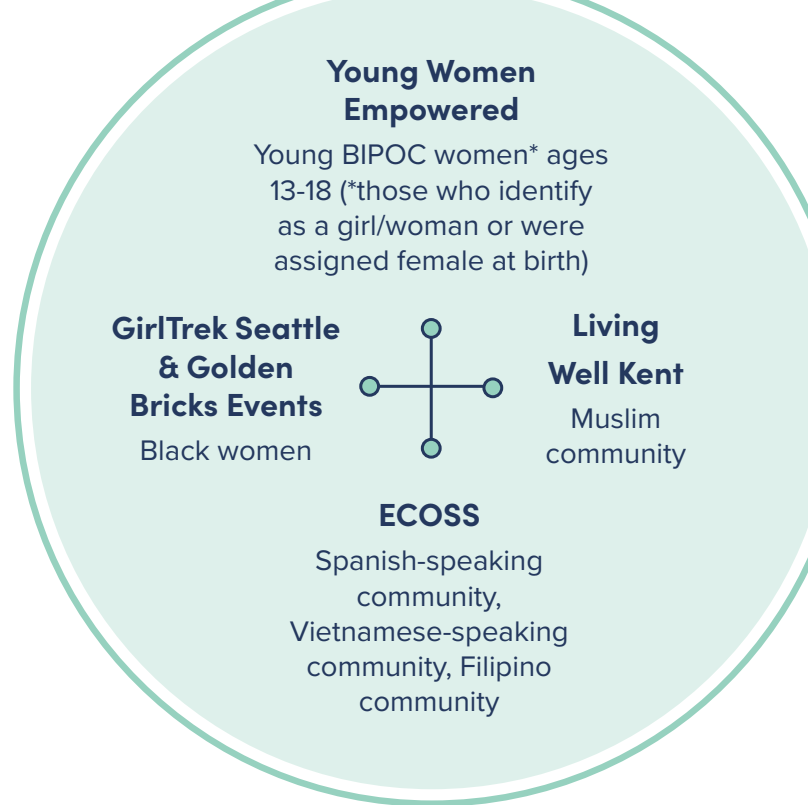 Young Women
Empowered
Young BIPOC women* ages
13-18 (*those who identify
as a girl/woman or were
assigned female at birth)
GirlTrek Seattle
& Golden
Bricks Events
Black women
Living
Well Kent
Muslim
community
ECOSS
Spanish-speaking
community,
Vietnamese-speaking
community, Filipino
community